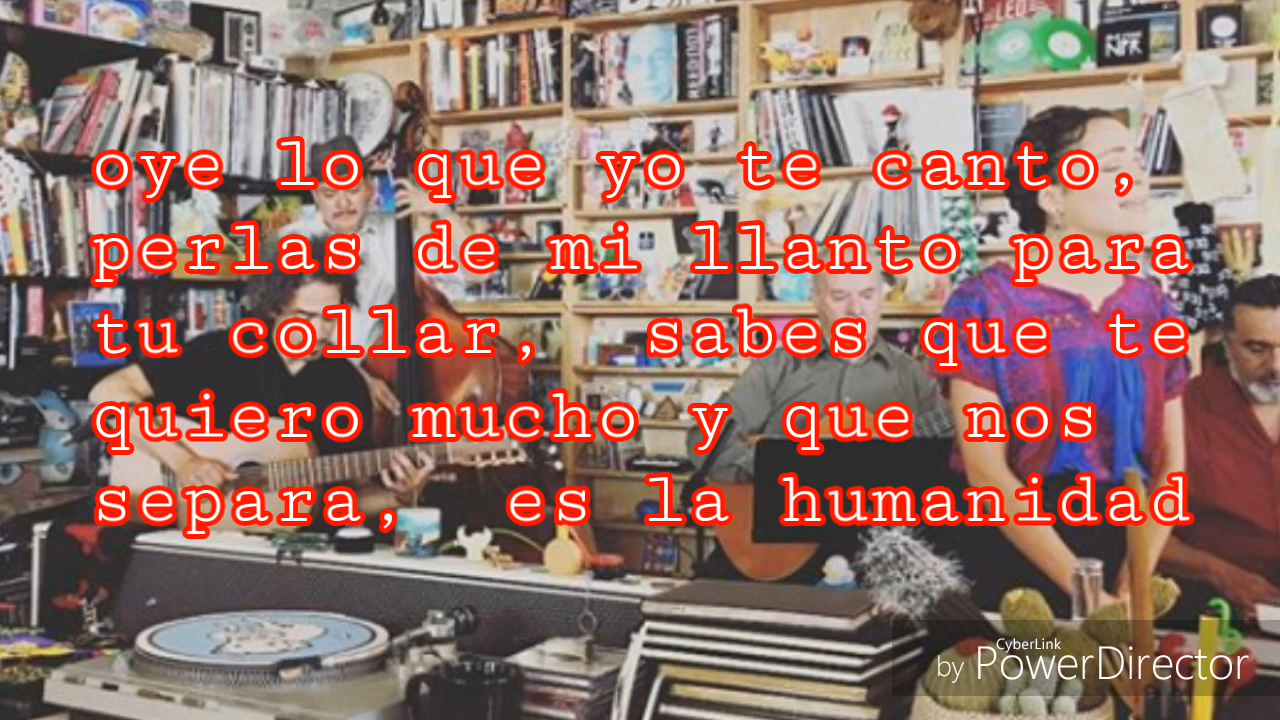 LED
NPR
oye lo que yo te canto,
perlas de mi llanto para
tu collar, sabes que te
quiero mucho y que nos
separa, es la humanidad
CyberLink
by PowerDirector